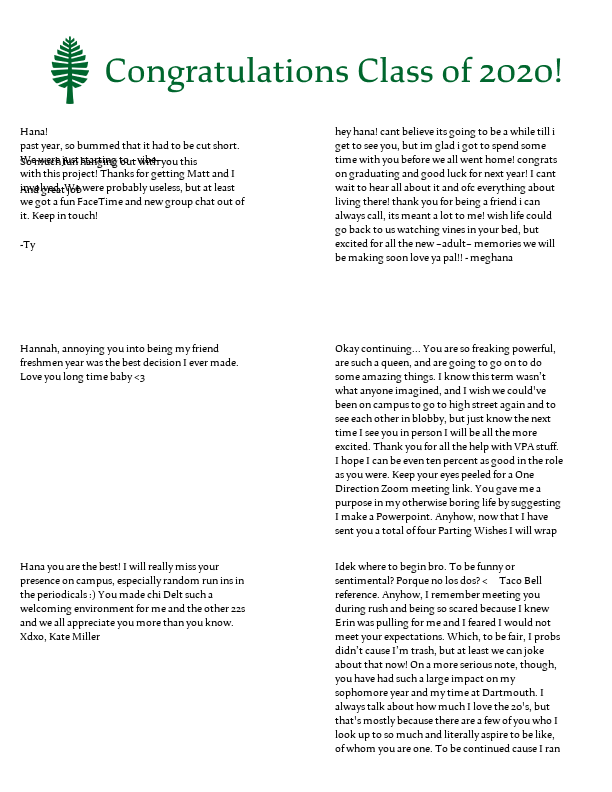 Congratulations Class of 2020!
Hana!
past year, so bummed that it had to be cut short.
We were just starting to vibe
So much fun hanging out with you this
with this project! Thanks for getting Matt and I
involved. We were probably useless, but at least
And great job
we got a fun FaceTime and new group chat out of
it. Keep in touch!
-Ty
hey hana! cant believe its going to be a while till i
get to see you, but im glad i got to spend some
time with you before we all went home! congrats
on graduating and good luck for next year! I cant
wait to hear all about it and ofc everything about
living there! thank you for being a friend i can
always call, its meant a lot to me! wish life could
go back to us watching vines in your bed, but
excited for all the new ~adult~ memories we will
be making soon love ya pal!! - meghana
Hannah, annoying you into being my friend
freshmen year was the best decision I ever made.
Love you long time baby <3
Okay continuing... You are so freaking powerful,
are such a queen, and are going to go on to do
some amazing things. I know this term wasn't
what anyone imagined, and I wish we could've
been on campus to go to high street again and to
see each other in blobby, but just know the next
time I see you in person I will be all the more
excited. Thank you for all the help with VPA stuff.
I hope I can be even ten percent as good in the role
as you were. Keep your eyes peeled for a One
Direction Zoom meeting link. You gave me a
purpose in my otherwise boring life by suggesting
I make a Powerpoint. Anyhow, now that I have
sent you a total of four Parting Wishes I will wrap
Hana you are the best! I will really miss your
presence on campus, especially random run ins in
the periodicals :) You made chi Delt such a
welcoming environment for me and the other 22s
and we all appreciate you more than you know.
Xdxo, Kate Miller
Idek where to begin bro. To be funny or
sentimental? Porque no los dos? < Taco Bell
reference. Anyhow, I remember meeting you
during rush and being so scared because I knew
Erin was pulling for me and I feared I would not
meet your expectations. Which, to be fair, I probs
didn't cause I'm trash, but at least we can joke
about that now! On a more serious note, though,
you have had such a large impact on my
sophomore year and my time at Dartmouth. I
always talk about how much I love the 20's, but
that's mostly because there are a few of you who I
look up to so much and literally aspire to be like,
of whom you are one. To be continued cause I ran